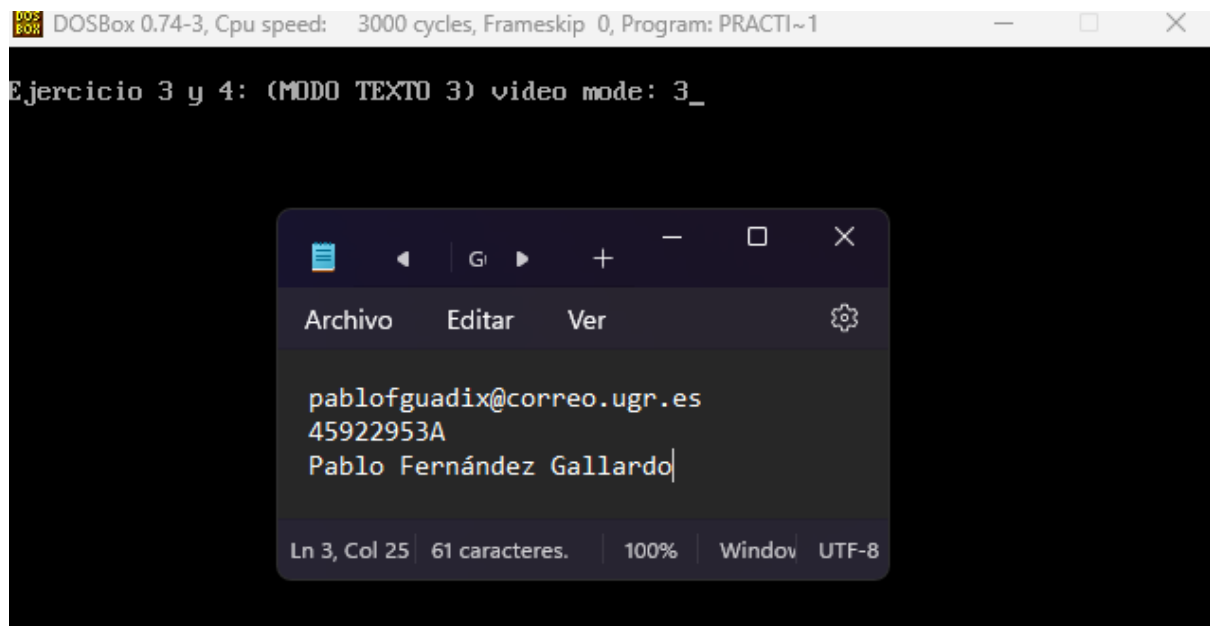 DOSBox 0.74-3, Cpu speed: 3000 cycles, Frameskip 0, Program: PRACTI~1
Ejercicio 3 y 4: (MODO TEXTO 3) video mode: 3_
Archivo Editar Ver
pablofguadix@correo.ugr.es
45922953A
Pablo Fernández Gallardo
Ln 3, Col 25 61 caracteres. 100% Window UTF-8